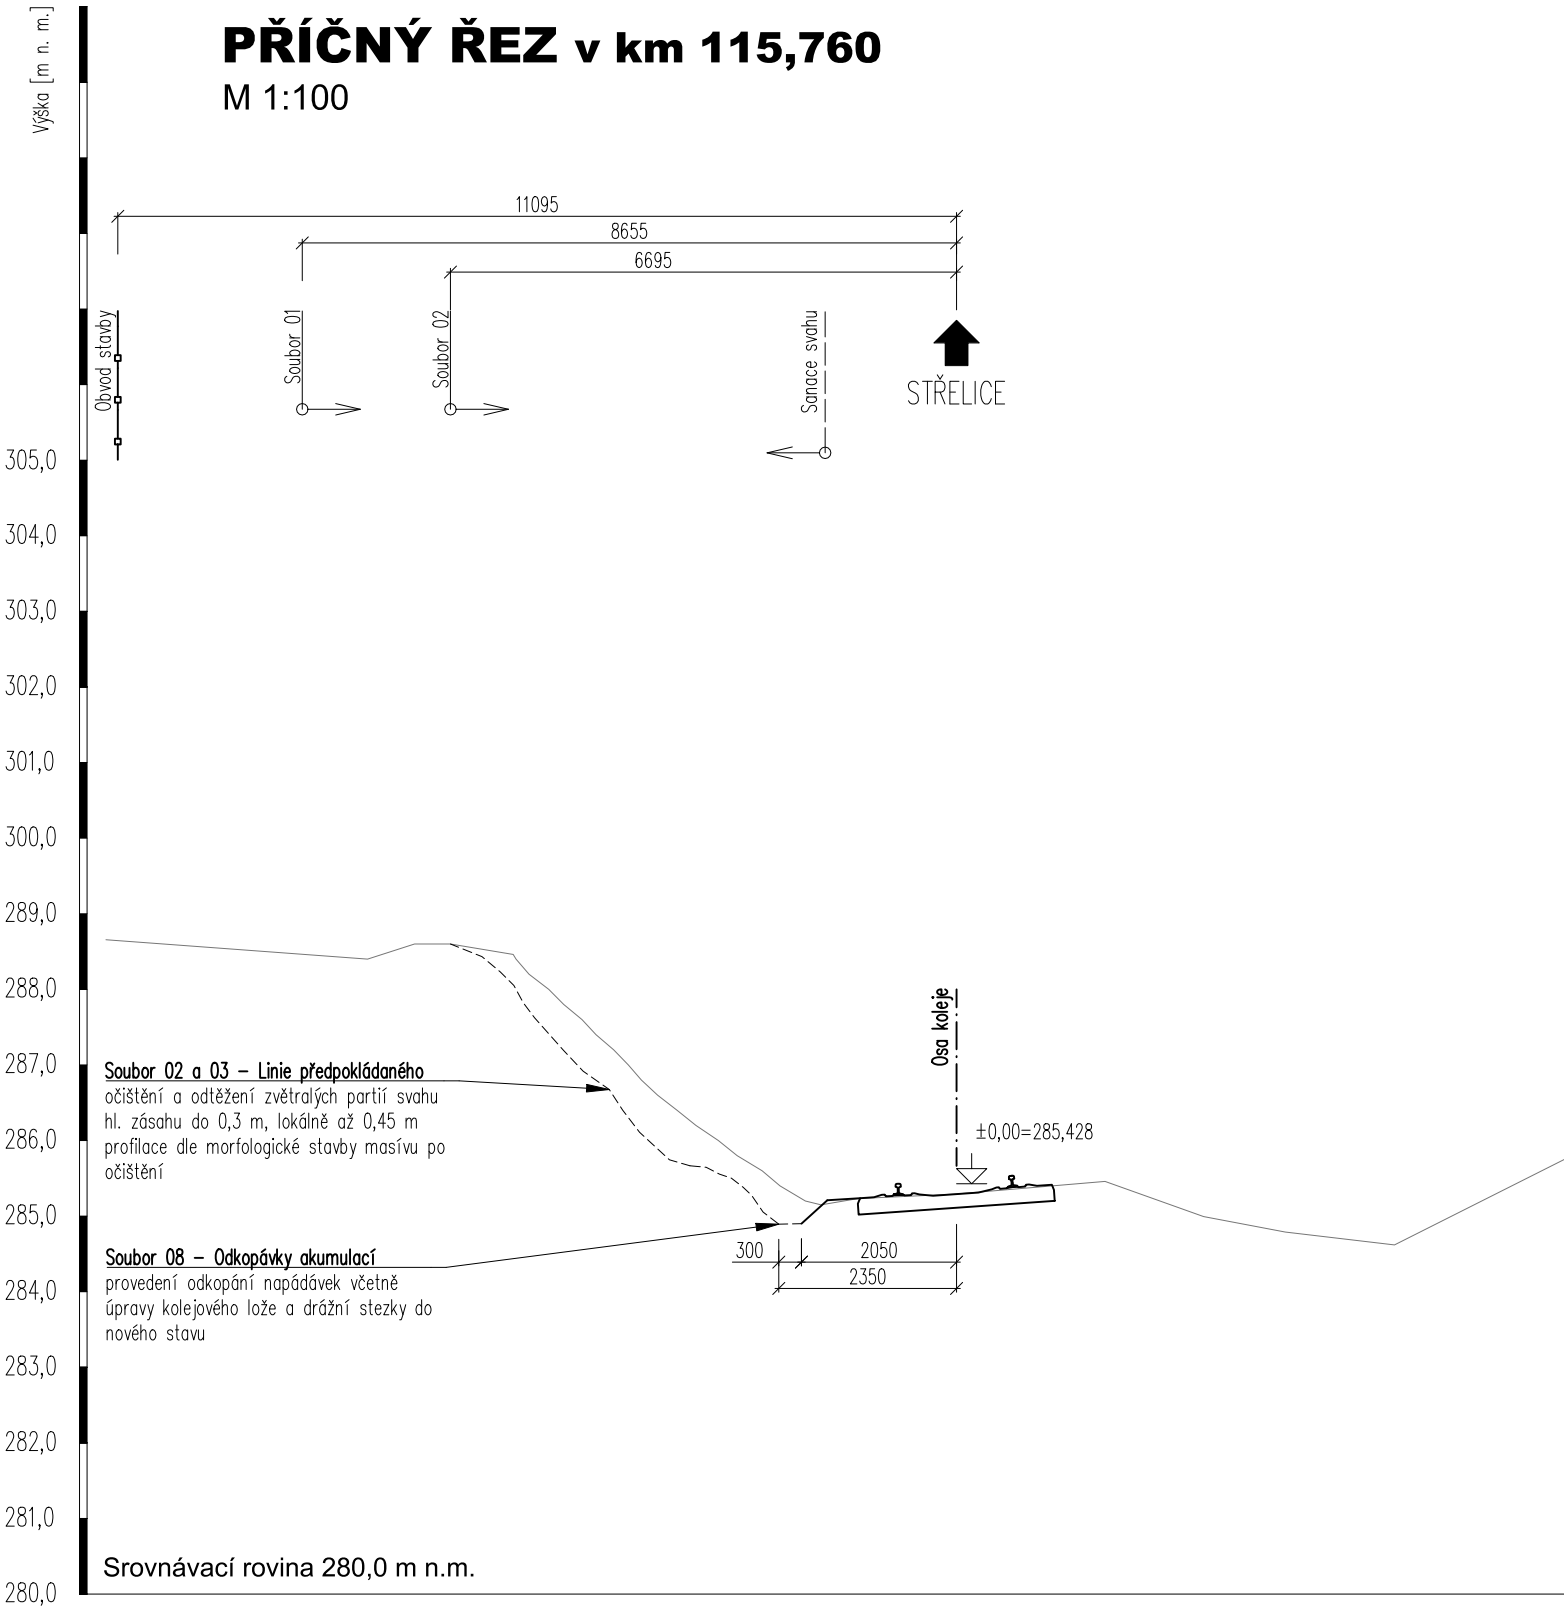 Výška [m n. m.]
PŘÍČNÝ ŘEZ v km 115,760
M 1:100
11095
8655
6695
Obvod stavby
Soubor 01
Soubor 02
Sanace svahu
STŘELICE
305,0
304,0
303,0
302,0
301,0
300,0
289,0
288,0
287,0
286,0
285,0
284,0
283,0
282,0
281,0
280,0
Osa koleje
±0,00=285,428
Soubor 02 a 03 – Linie předpokládaného
očištění a odtěžení zvětralých partií svahu
hl. zásahu do 0,3 m, lokálně až 0,45 m
profilace dle morfologické stavby masívu po
očištění
Soubor 08 – Odkopávky akumulací
provedení odkopání napádávek včetně
úpravy kolejového lože a drážní stezky do
nového stavu
300
2050
2350
Srovnávací rovina 280,0 m n.m.